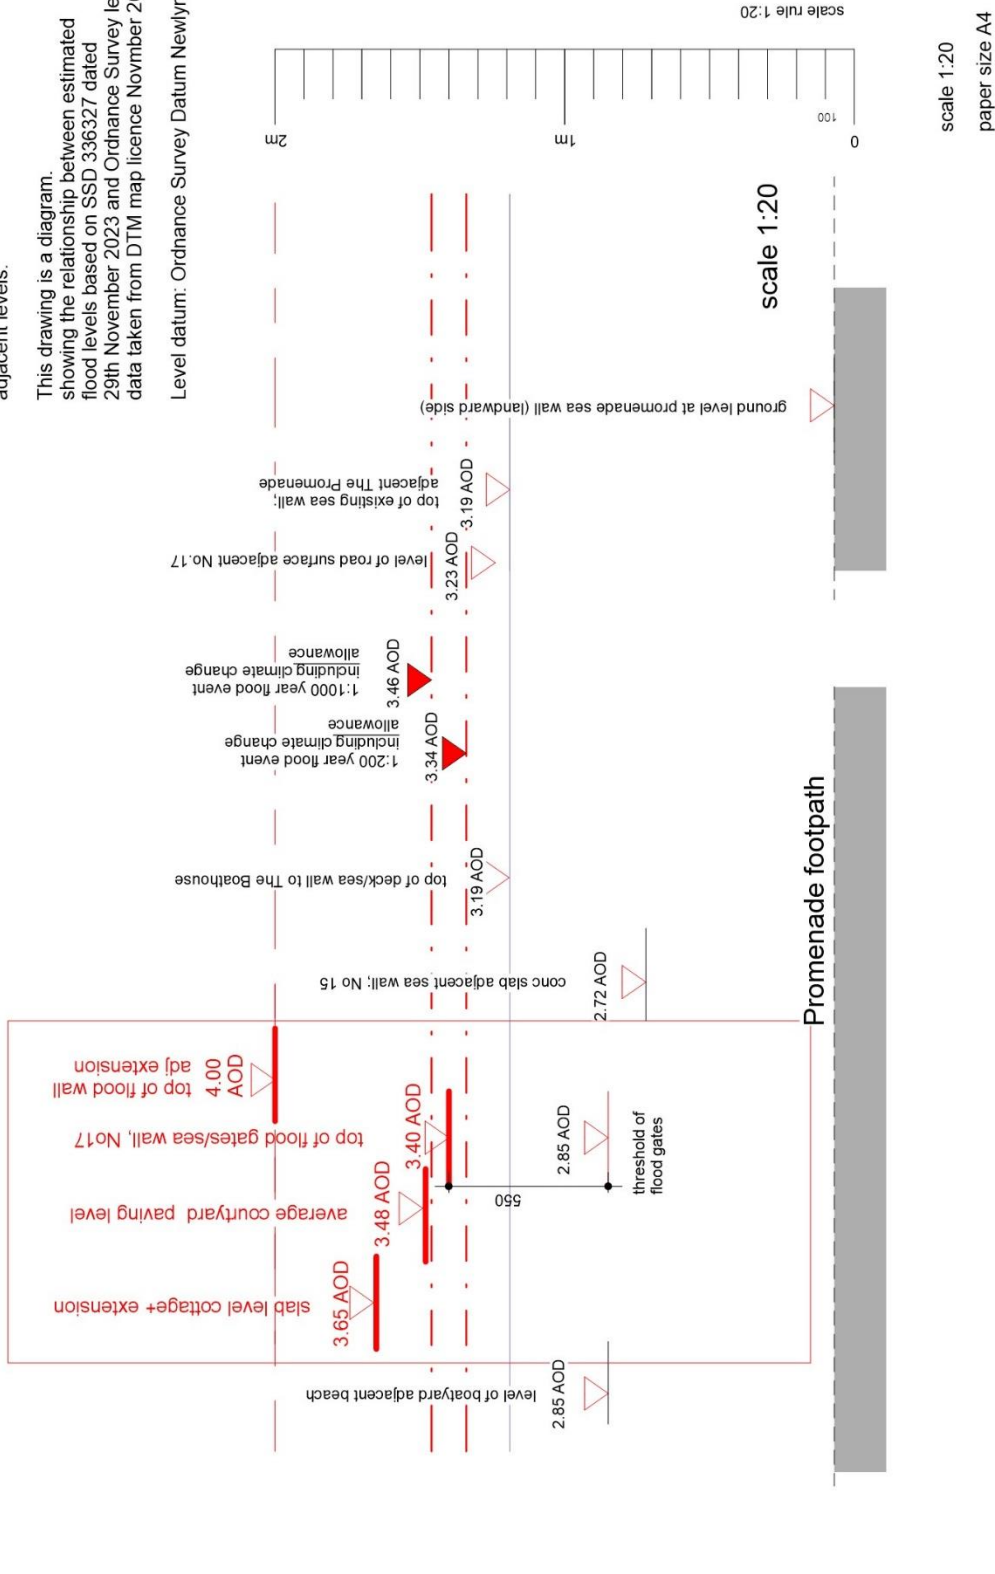 adjacent levels.
This drawing is a diagram.
showing the relationship between estimated
flood levels based on SSD 336327 dated
29th November 2023 and Ordnance Survey le
data taken from DTM map licence Novmber 20
Level datum: Ordnance Survey Datum Newlyn
scale rule 1:20
2m
1m
100
0
scale 1:20
paper size A4
scale 1:20
ground level at promenade sea wall (landward side)
top of existing sea wall;
adjacent The Promenade
3.19 AOD
level of road surface adjacent No.17
3.23 AOD
1:1000 year flood event
including climate change
allowance
3.46 AOD
1:200 year flood event
including climate change
allowance
3.34 AOD
top of deck/sea wall to The Boathouse
3.19 AOD
conc slab adjacent sea wall; No 15
2.72 AOD
Promenade footpath
top of flood wall
adj extension
4.00
AOD
top of flood gates/sea wall, No17
3.40 AOD
2.85 AOD
threshold of
flood gates
550
average courtyard paving level
3.48 AOD
slab level cottage+ extension
3.65 AOD
level of boatyard adjacent beach
2.85 AOD